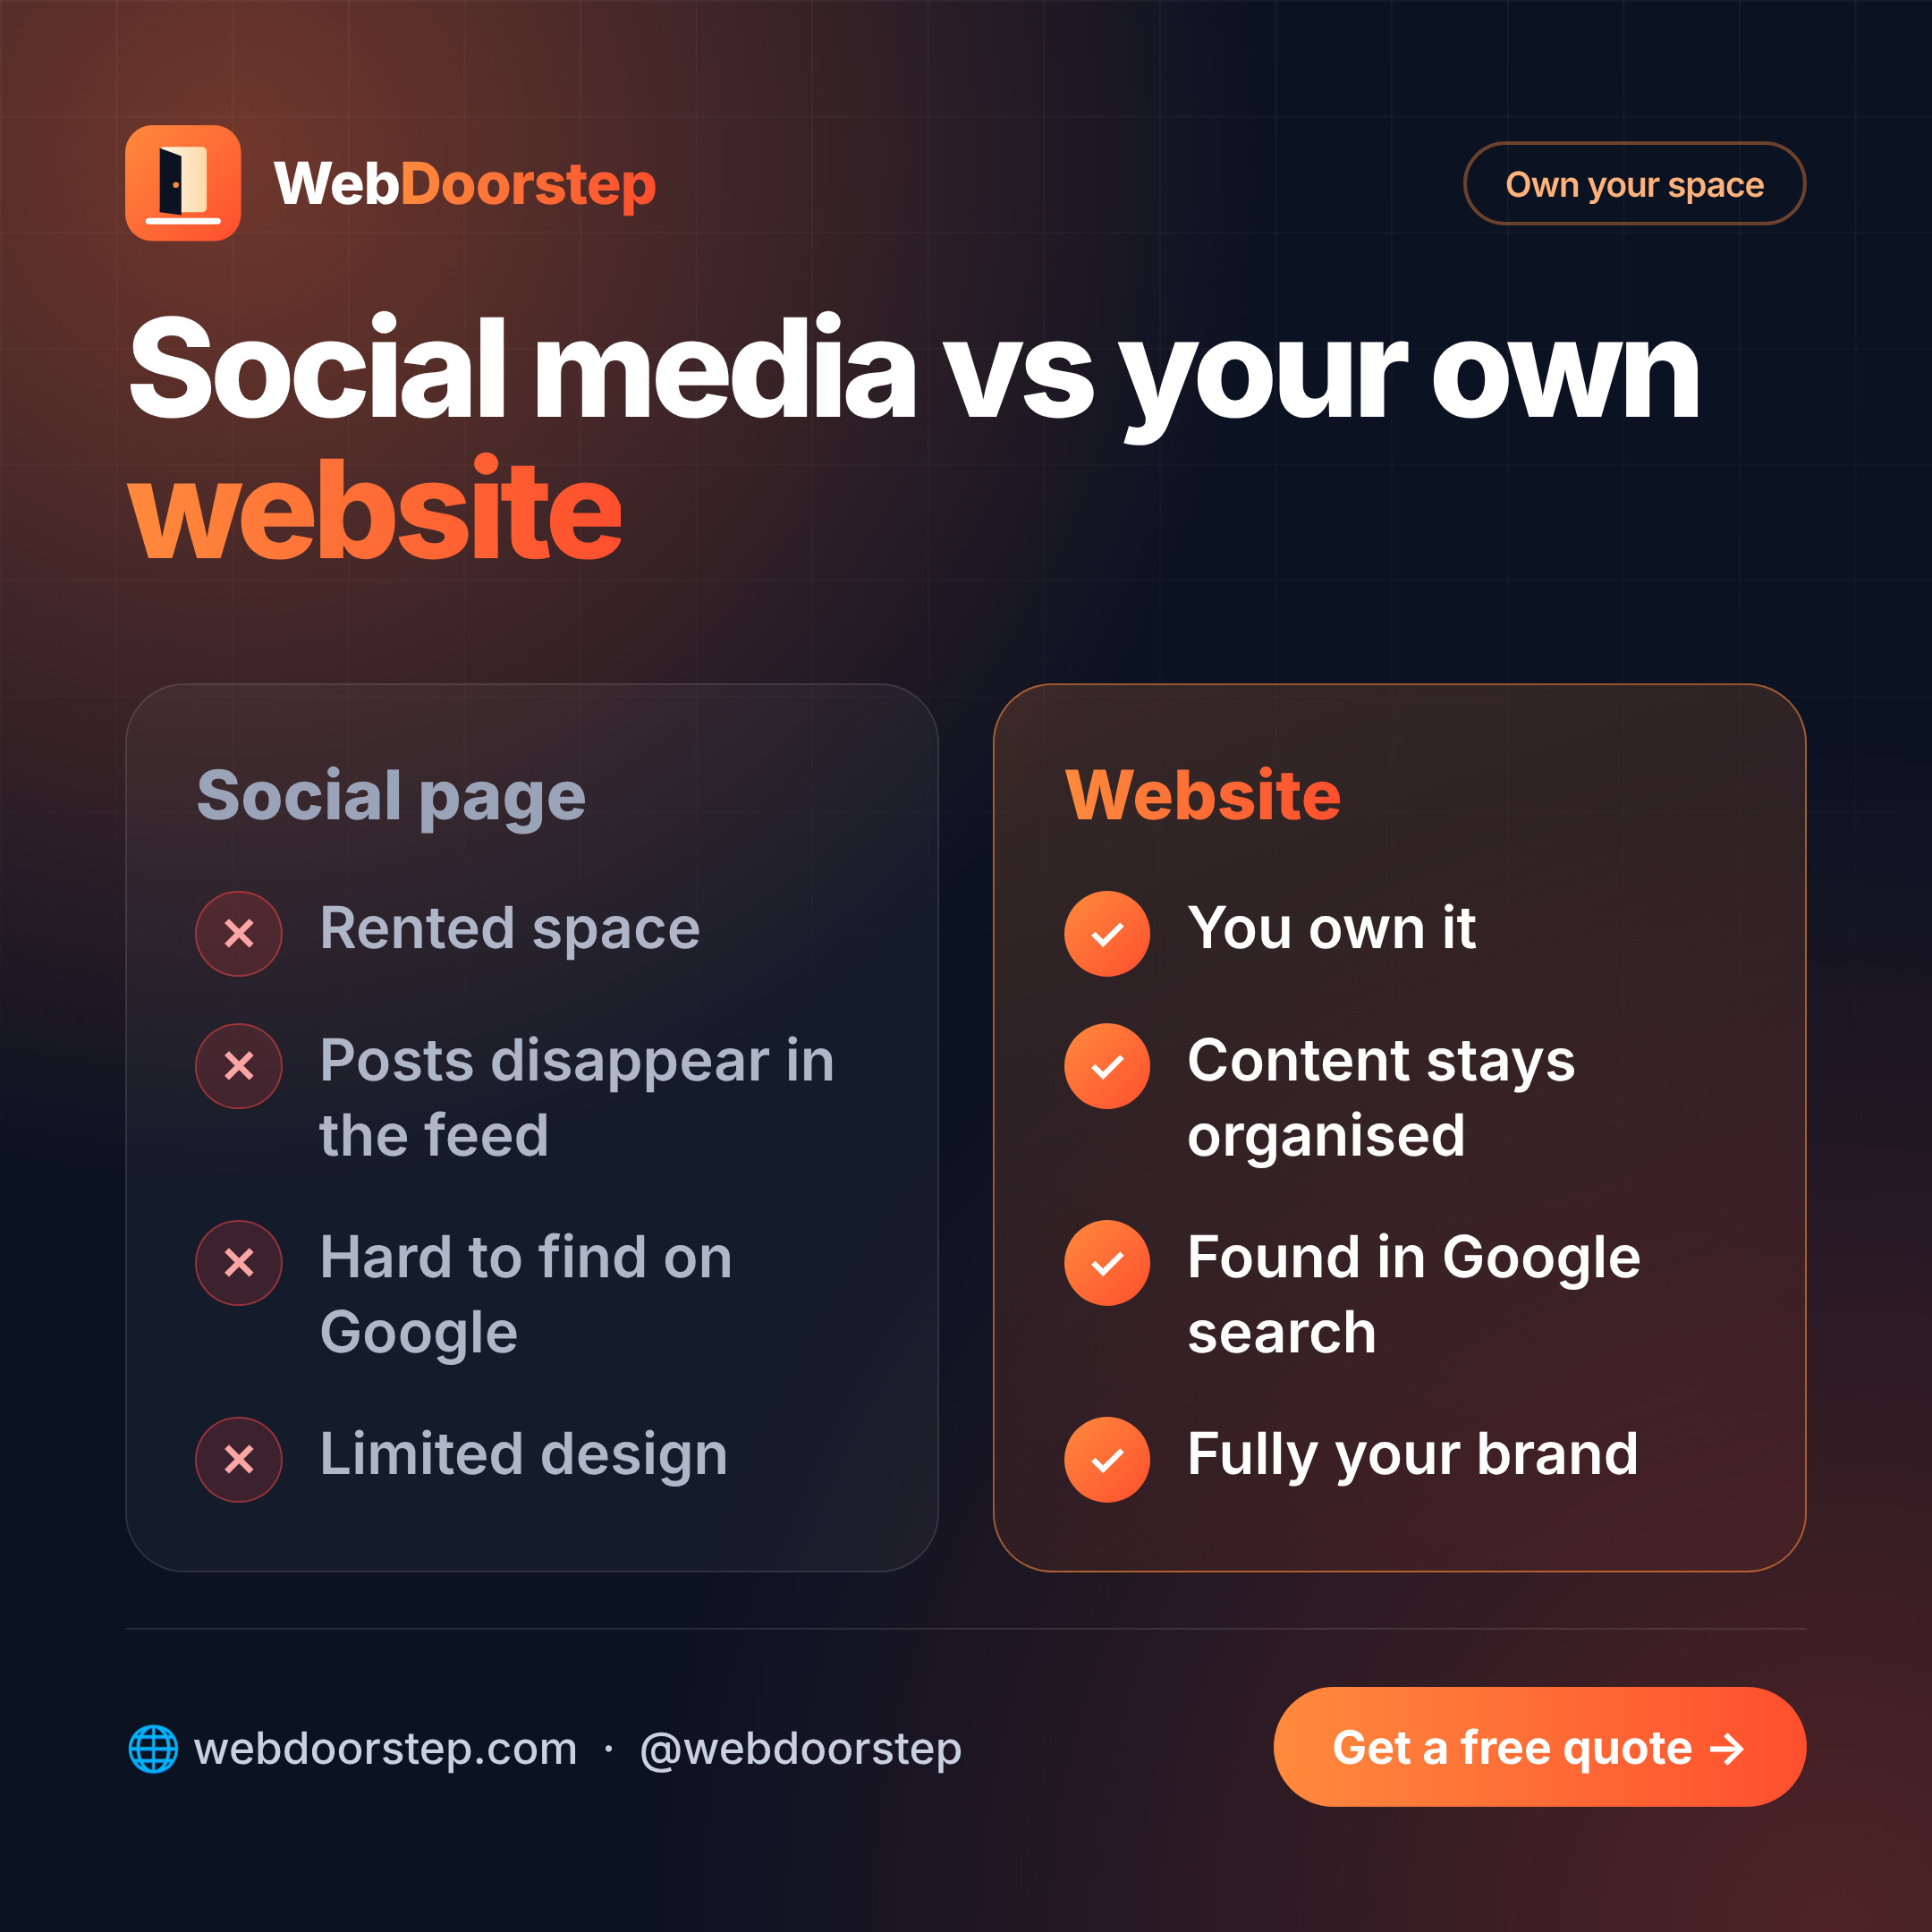 WebDoorstep
Own your space
Social media vs your own
website
Social page
Rented space
Posts disappear in
the feed
Hard to find on
Google
Limited design
Website
You own it
Content stays
organised
Found in Google
search
Fully your brand
webdoorstep.com · @webdoorstep
Get a free quote →